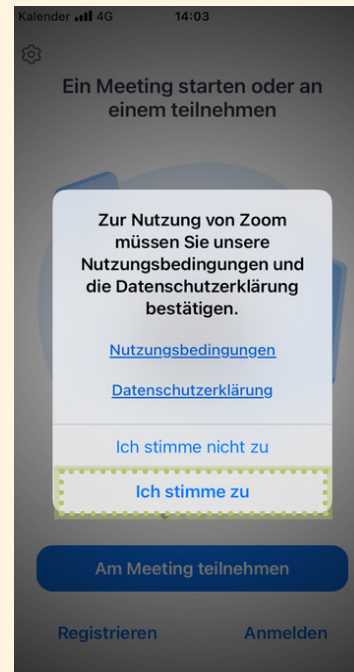 Kalender 4G 14:03
Ein Meeting starten oder an
einem teilnehmen
Zur Nutzung von Zoom
müssen Sie unsere
Nutzungsbedingungen und
die Datenschutzerklärung
bestätigen.
Nutzungsbedingungen
Datenschutzerklärung
Ich stimme nicht zu
Ich stimme zu
Am Meeting teilnehmen
Registrieren Anmelden